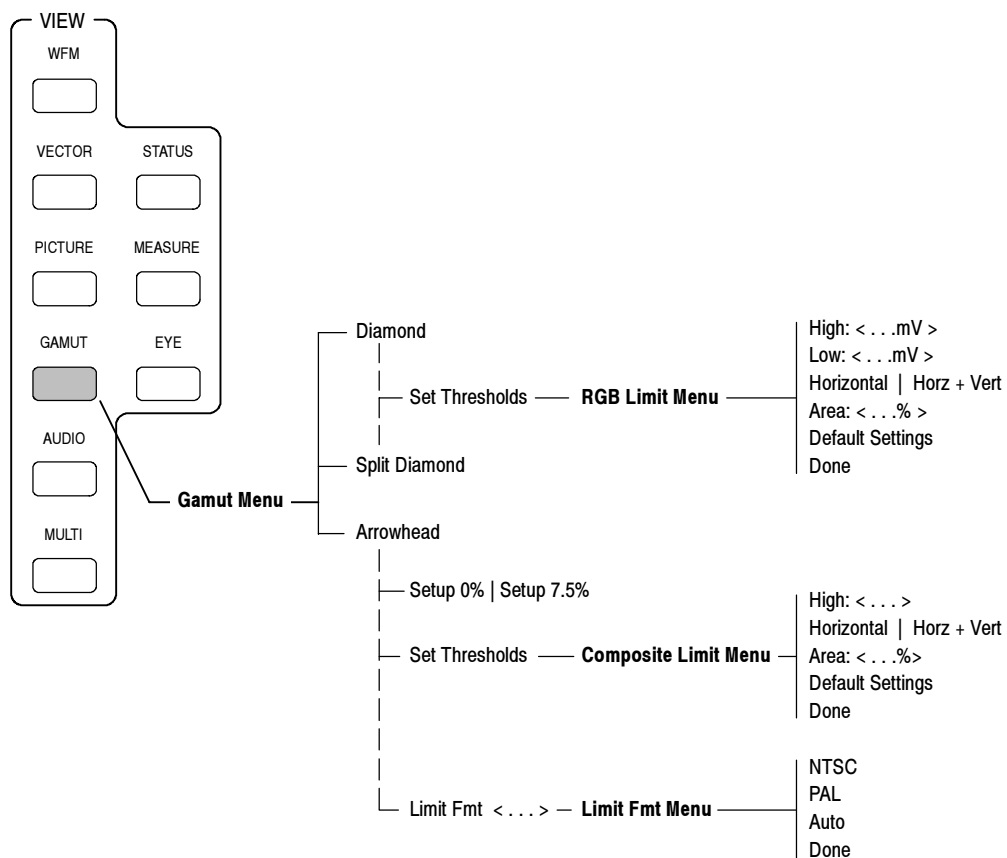 VIEW
WFM
VECTOR
STATUS
PICTURE
MEASURE
GAMUT
EYE
AUDIO
MULTI
Gamut Menu
Diamond
Set Thresholds
RGB Limit Menu
High: < . . .mV >
Low: < . . .mV >
Horizontal | Horz + Vert
Area: < . . .% >
Default Settings
Done
Split Diamond
Arrowhead
Setup 0% | Setup 7.5%
Set Thresholds
Composite Limit Menu
High: < . . . >
Horizontal | Horz + Vert
Area: < . . .%>
Default Settings
Done
Limit Fmt < . . . >
Limit Fmt Menu
NTSC
PAL
Auto
Done